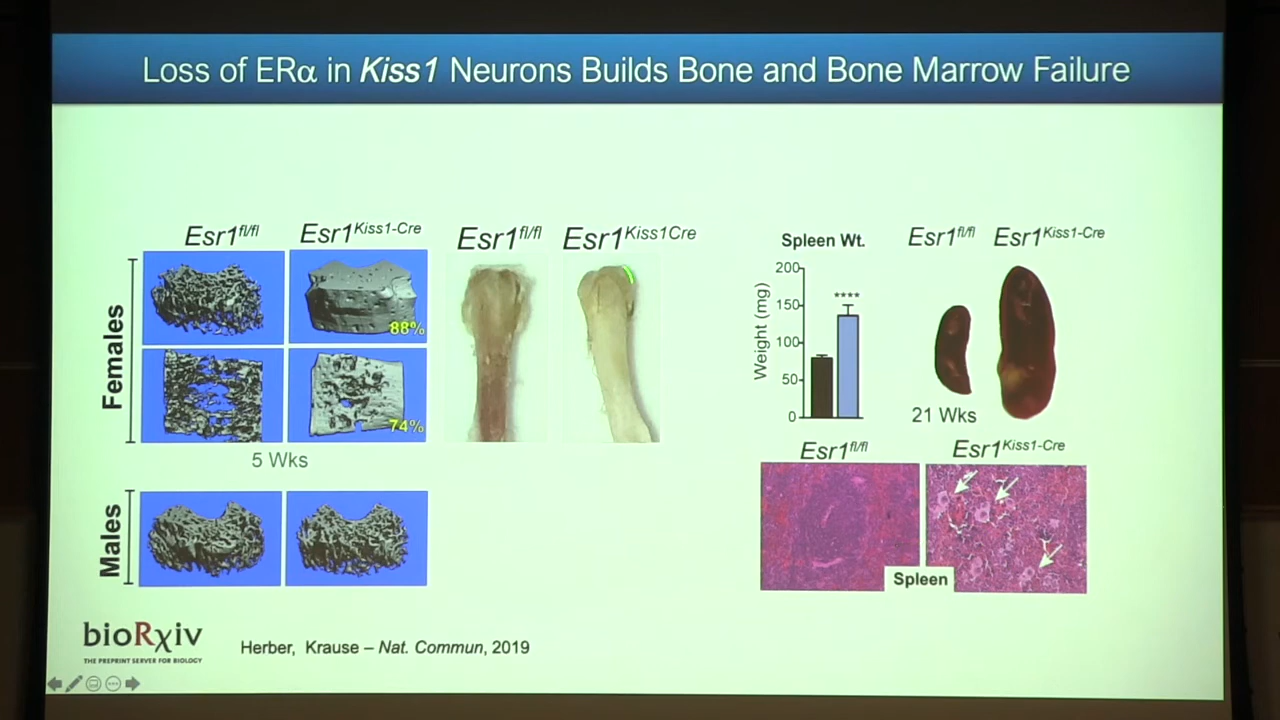 Loss of ERα in Kiss1 Neurons Builds Bone and Bone Marrow Failure
Esr1fl/fl
Esr1Kiss1-Cre
Esr1fl/fl
Esr1Kiss1Cre
Females
88%
74%
5 Wks
Males
Spleen Wt.
Weight (mg)
200
150
100
50
0
****
Esr1fl/fl
Esr1Kiss1-Cre
21 Wks
Esr1fl/fl
Esr1Kiss1-Cre
Spleen
bioRxiv
THE PREPRINT SERVER FOR BIOLOGY
Herber, Krause – Nat. Commun, 2019